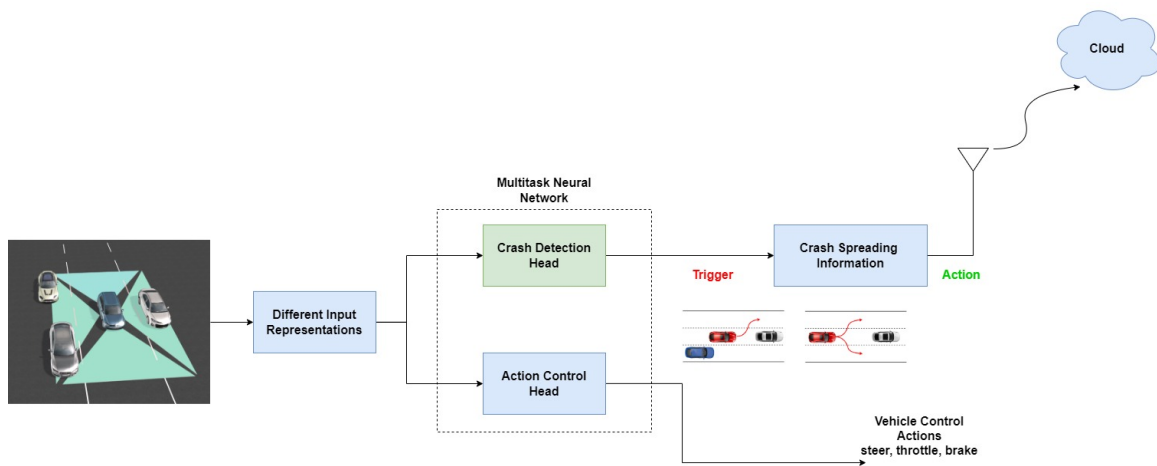 Cloud
Multitask Neural
Network
Crash Detection
Head
Crash Spreading
Information
Trigger
Action
Different Input
Representations
Action Control
Head
Vehicle Control
Actions
steer, throttle, brake